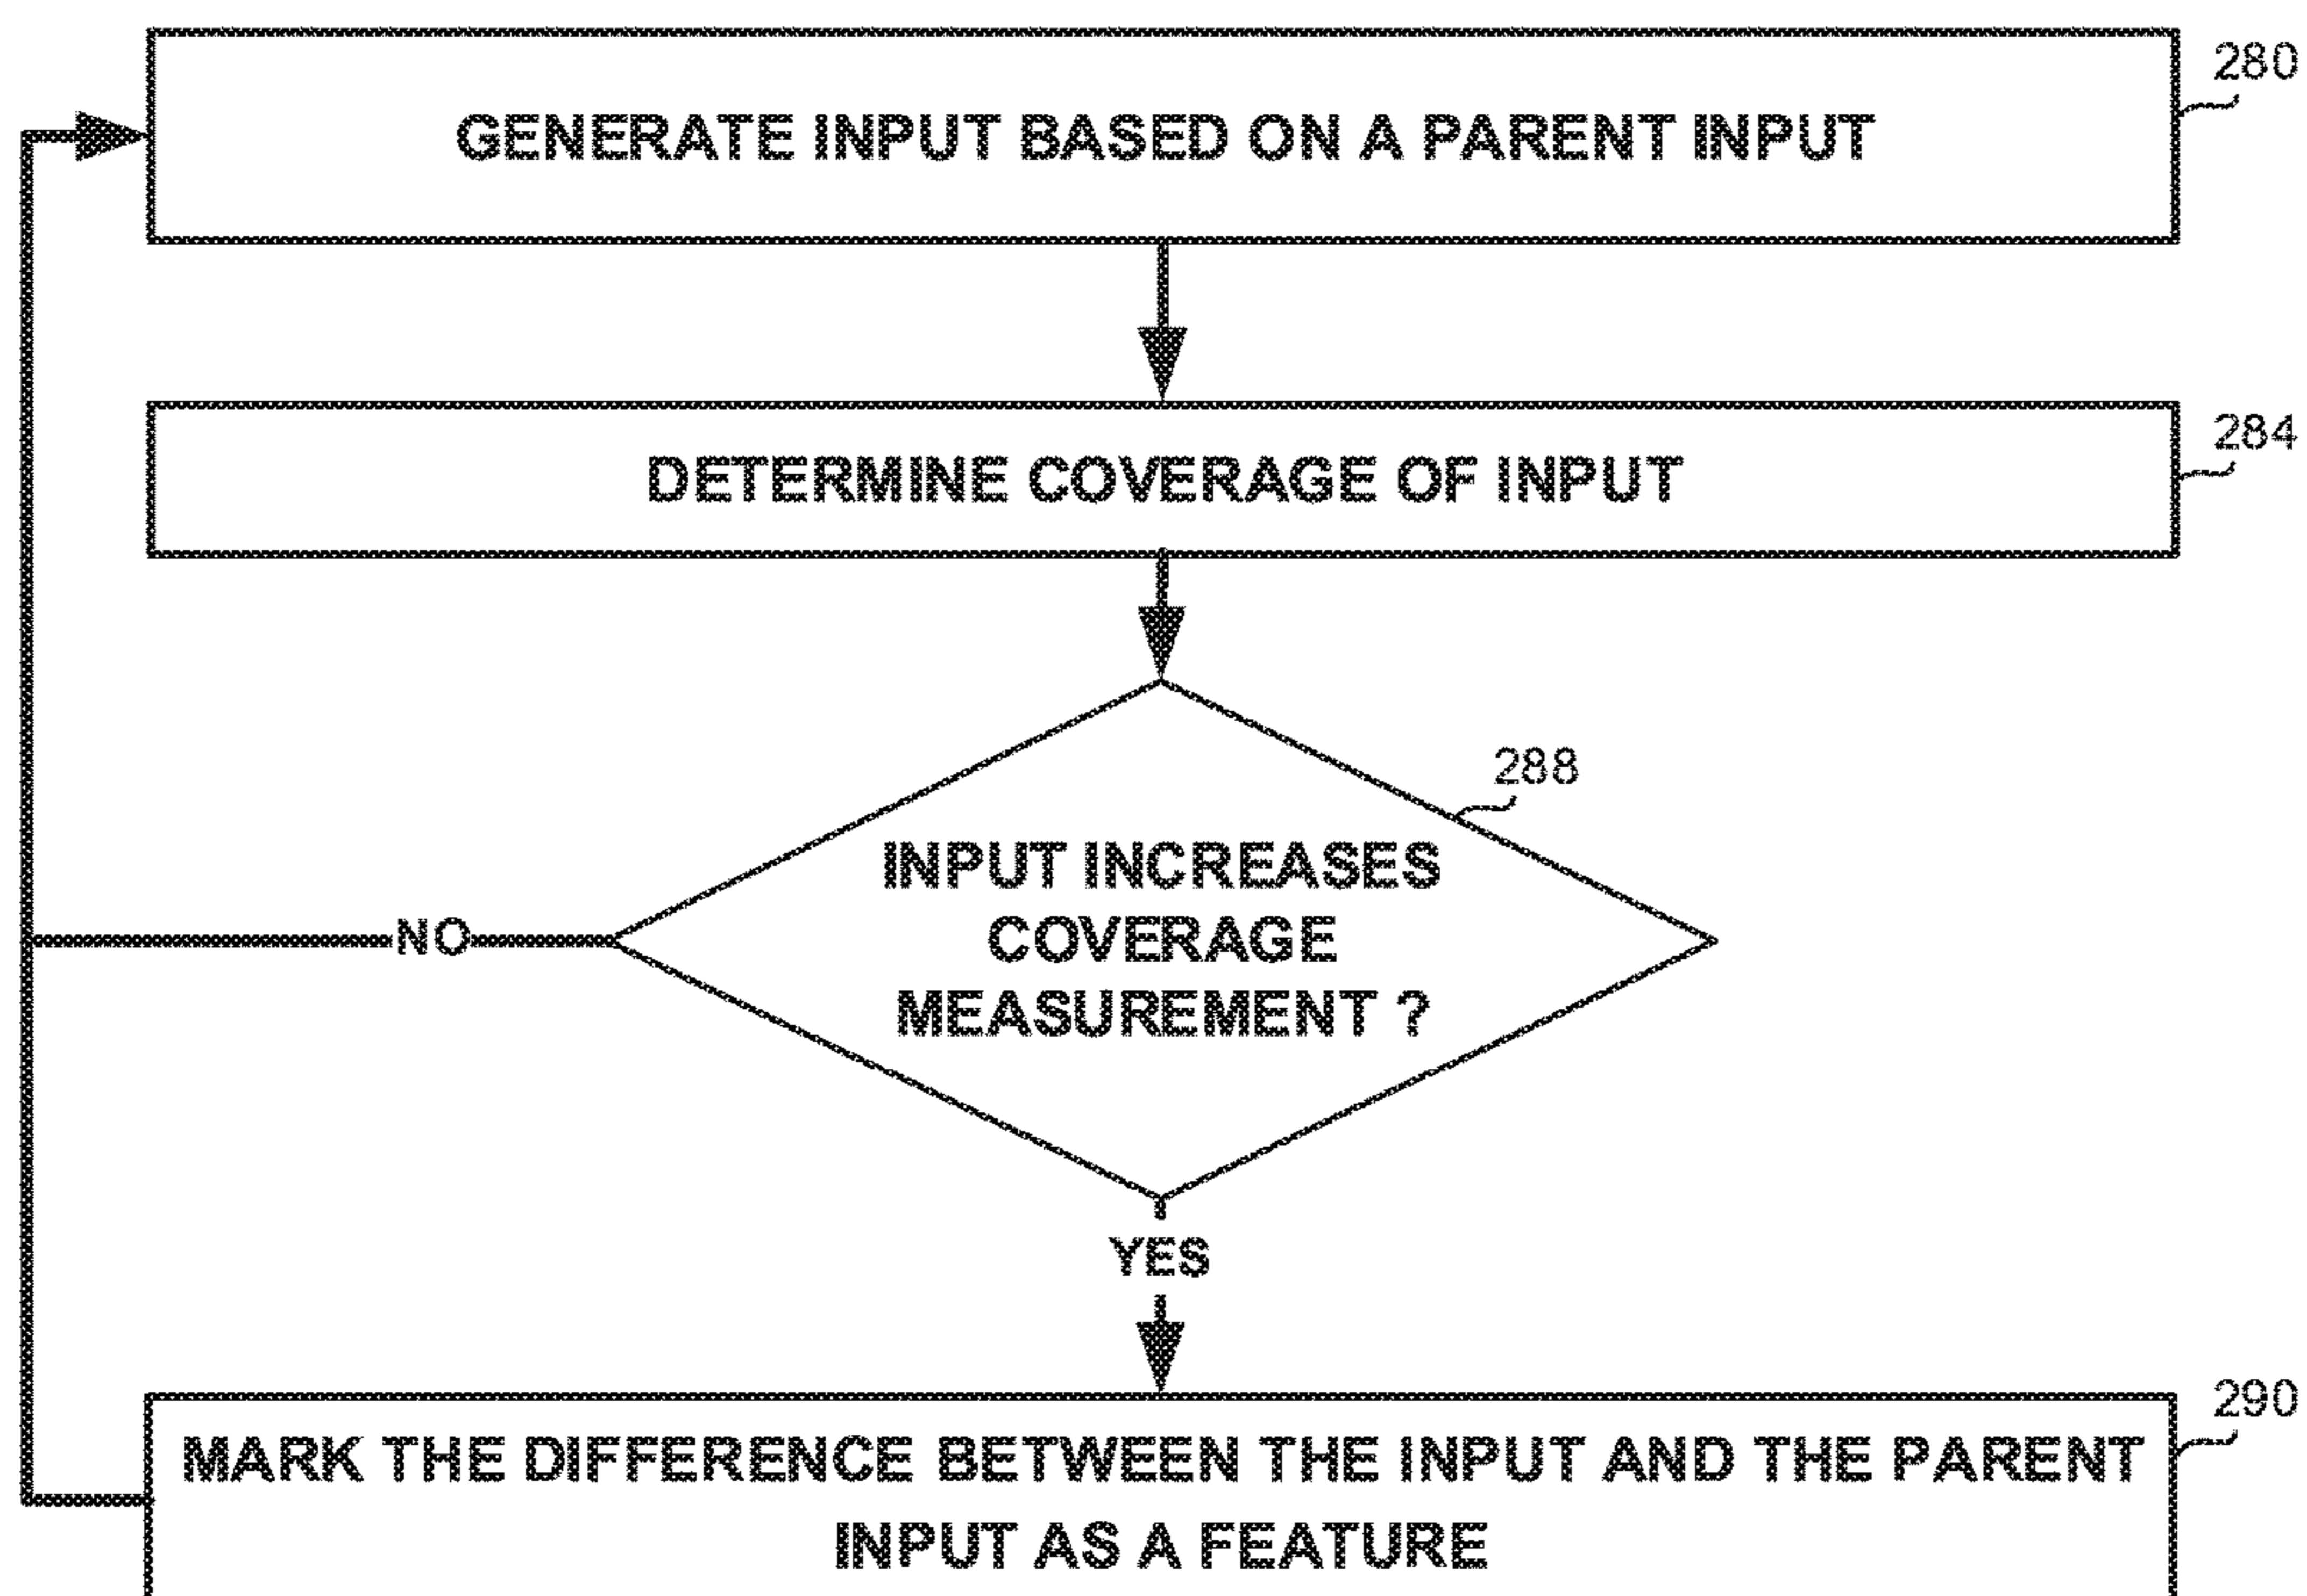 280
GENERATE INPUT BASED ON A PARENT INPUT
284
DETERMINE COVERAGE OF INPUT
288
INPUT INCREASES
COVERAGE
MEASUREMENT ?
NO
YES
290
MARK THE DIFFERENCE BETWEEN THE INPUT AND THE PARENT
INPUT AS A FEATURE